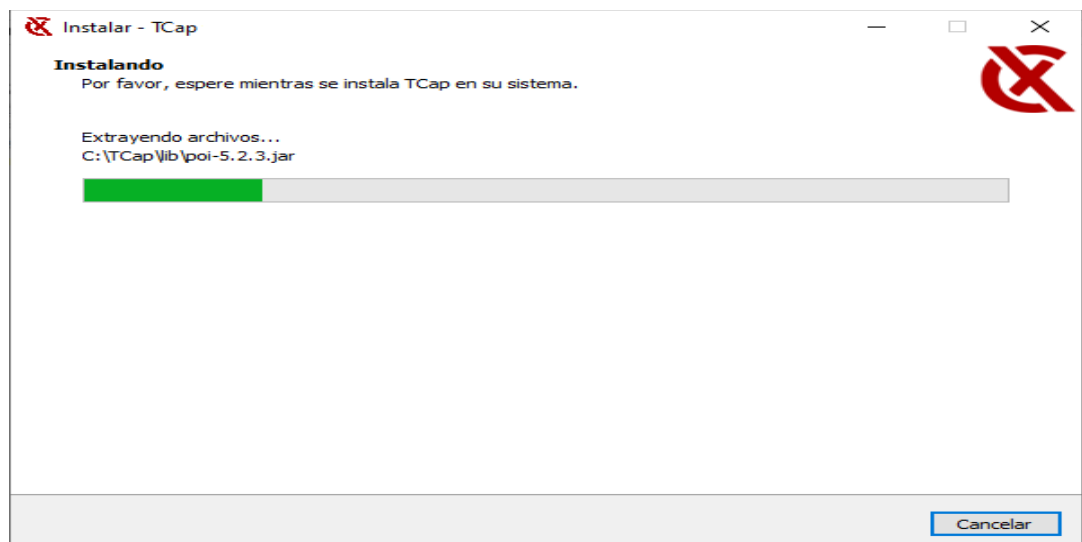 Instalar - TCap
Instalando
Por favor, espere mientras se instala TCap en su sistema.
Extrayendo archivos...
C:\TCap\lib\poi-5.2.3.jar
Cancelar